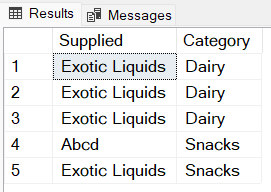 Results Messages
Supplied Category
1 Exotic Liquids Dairy
2 Exotic Liquids Dairy
3 Exotic Liquids Dairy
4 Abcd Snacks
5 Exotic Liquids Snacks